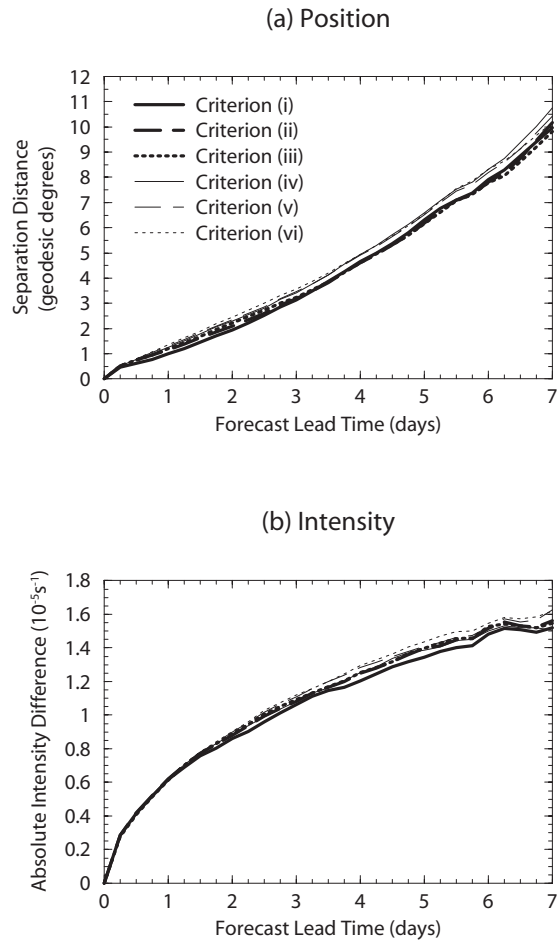 (a) Position
12
11
10
9
8
7
6
5
4
3
2
1
0
Separation Distance
(geodesic degrees)
Criterion (i)
Criterion (ii)
Criterion (iii)
Criterion (iv)
Criterion (v)
Criterion (vi)
0 1 2 3 4 5 6 7
Forecast Lead Time (days)
(b) Intensity
1.8
1.6
1.4
1.2
1
0.8
0.6
0.4
0.2
0
Absolute Intensity Difference (10⁻⁵s⁻¹)
0 1 2 3 4 5 6 7
Forecast Lead Time (days)